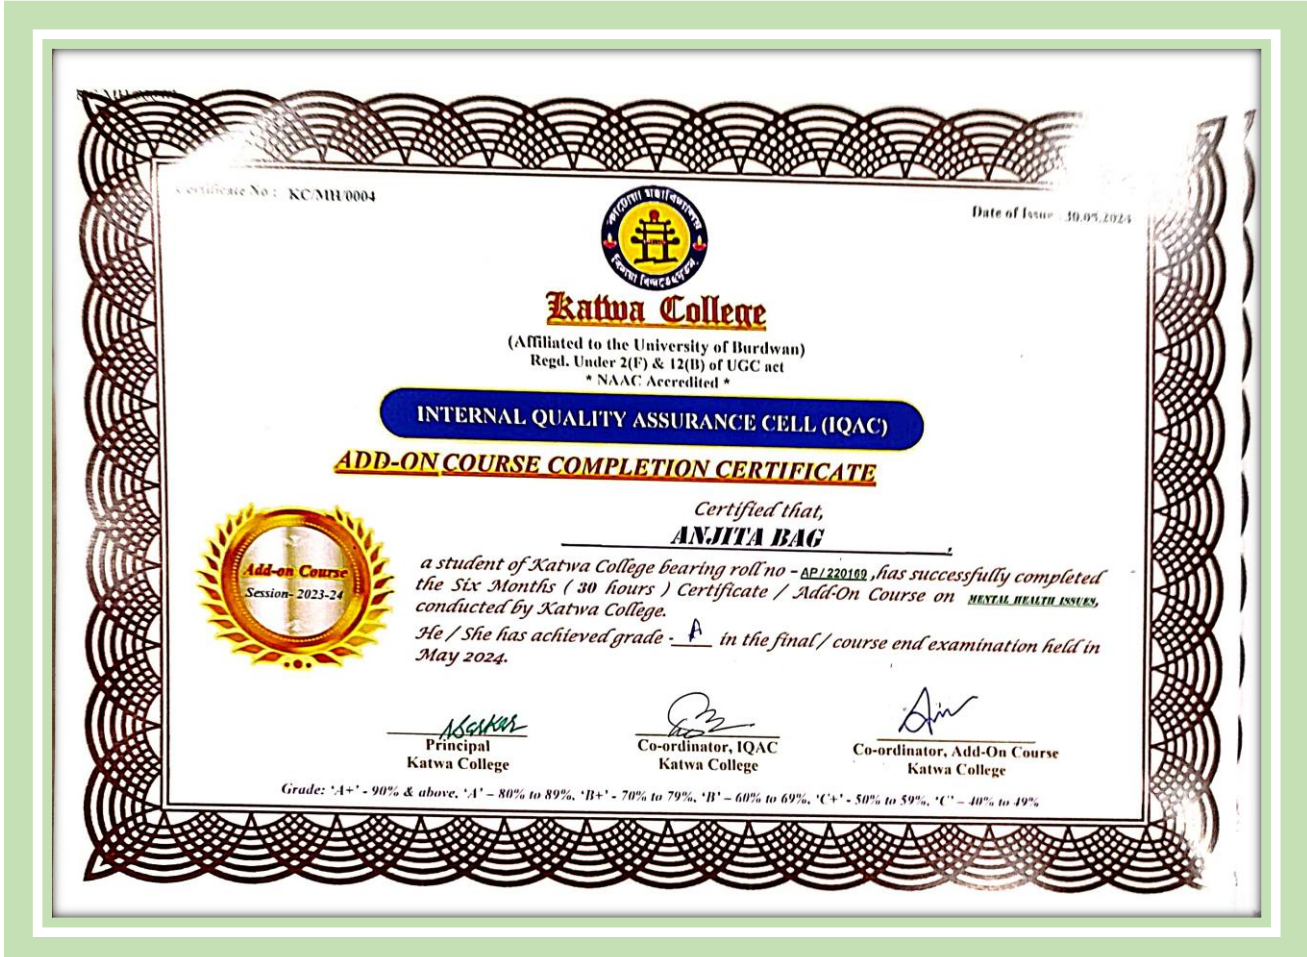 Certificate No : KC/MH/0004
Date of Issue : 30.05.2024
কাটোয়া মহাবিদ্যালয়
Katwa College
(Affiliated to the University of Burdwan)
Regd. Under 2(F) & 12(B) of UGC act
* NAAC Accredited *
INTERNAL QUALITY ASSURANCE CELL (IQAC)
ADD-ON COURSE COMPLETION CERTIFICATE
Certified that,
ANJITA BAG,
Add-on Course
Session- 2023-24
a student of Katwa College bearing roll no - AP/220169 ,has successfully completed
the Six Months ( 30 hours ) Certificate / Add-On Course on MENTAL HEALTH ISSUES,
conducted by Katwa College.
He / She has achieved grade - A in the final / course end examination held in
May 2024.
NSarkar
Principal
Katwa College
Co-ordinator, IQAC
Katwa College
Co-ordinator, Add-On Course
Katwa College
Grade: 'A+' - 90% & above, 'A' – 80% to 89%, 'B+' - 70% to 79%, 'B' – 60% to 69%, 'C+' - 50% to 59%, 'C' – 40% to 49%